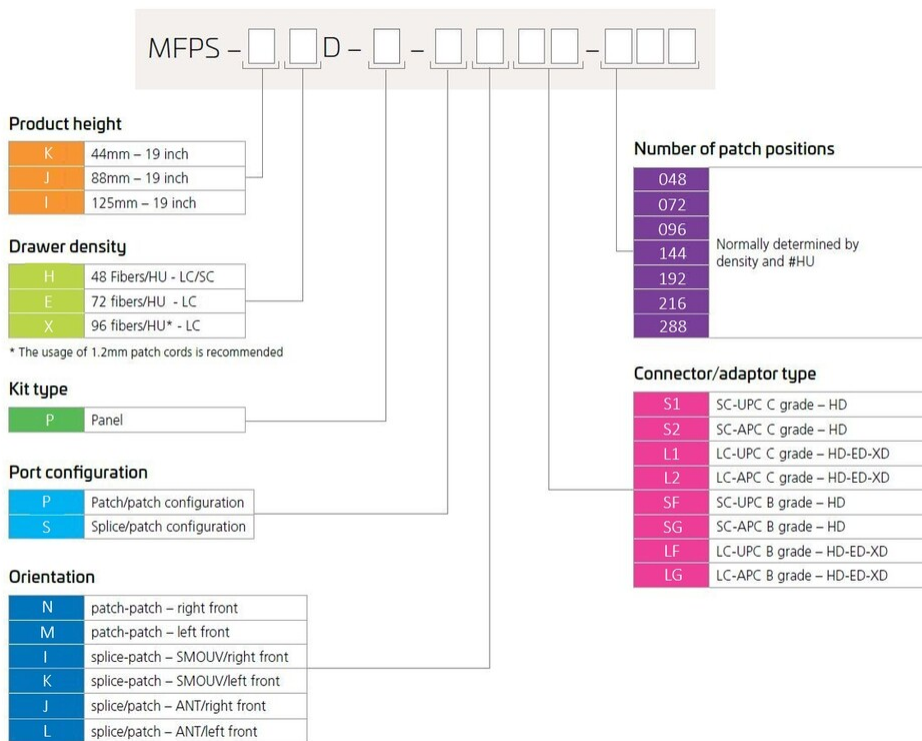 MFPS – D – – –
Product height
K 44mm – 19 inch
J 88mm – 19 inch
I 125mm – 19 inch
Drawer density
H 48 Fibers/HU - LC/SC
E 72 fibers/HU - LC
X 96 fibers/HU* - LC
* The usage of 1.2mm patch cords is recommended
Kit type
P Panel
Port configuration
P Patch/patch configuration
S Splice/patch configuration
Orientation
N patch-patch – right front
M patch-patch – left front
I splice-patch – SMOUV/right front
K splice-patch – SMOUV/left front
J splice/patch – ANT/right front
L splice/patch – ANT/left front
Number of patch positions
048
072
096
144
192
216
288
Normally determined by
density and #HU
Connector/adaptor type
S1 SC-UPC C grade – HD
S2 SC-APC C grade – HD
L1 LC-UPC C grade – HD-ED-XD
L2 LC-APC C grade – HD-ED-XD
SF SC-UPC B grade – HD
SG SC-APC B grade – HD
LF LC-UPC B grade – HD-ED-XD
LG LC-APC B grade – HD-ED-XD